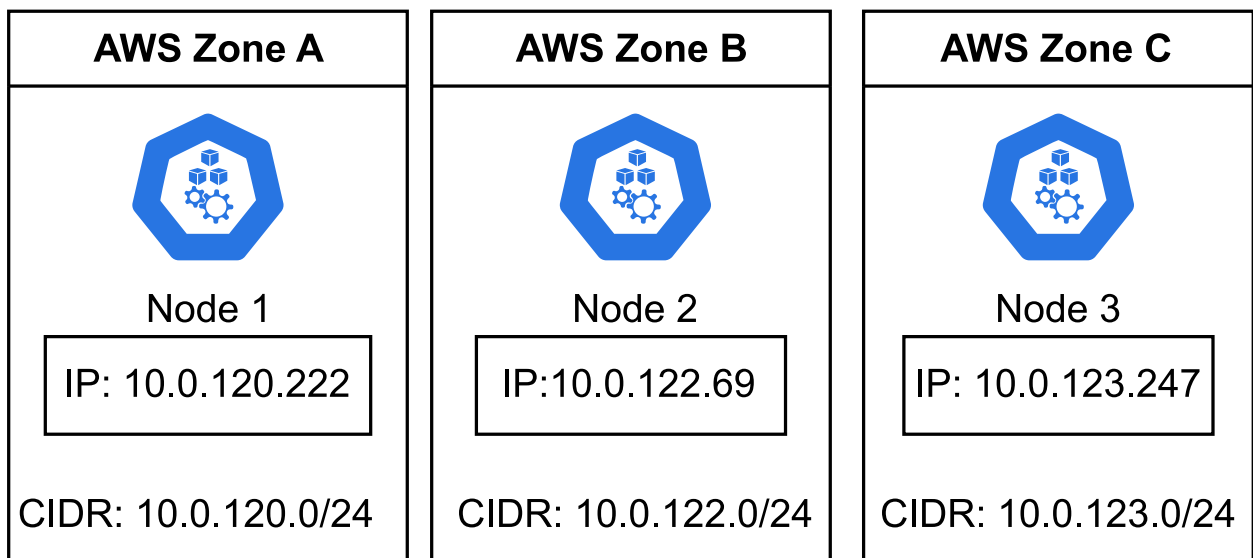 AWS Zone A
Node 1
IP: 10.0.120.222
CIDR: 10.0.120.0/24
AWS Zone B
Node 2
IP:10.0.122.69
CIDR: 10.0.122.0/24
AWS Zone C
Node 3
IP: 10.0.123.247
CIDR: 10.0.123.0/24